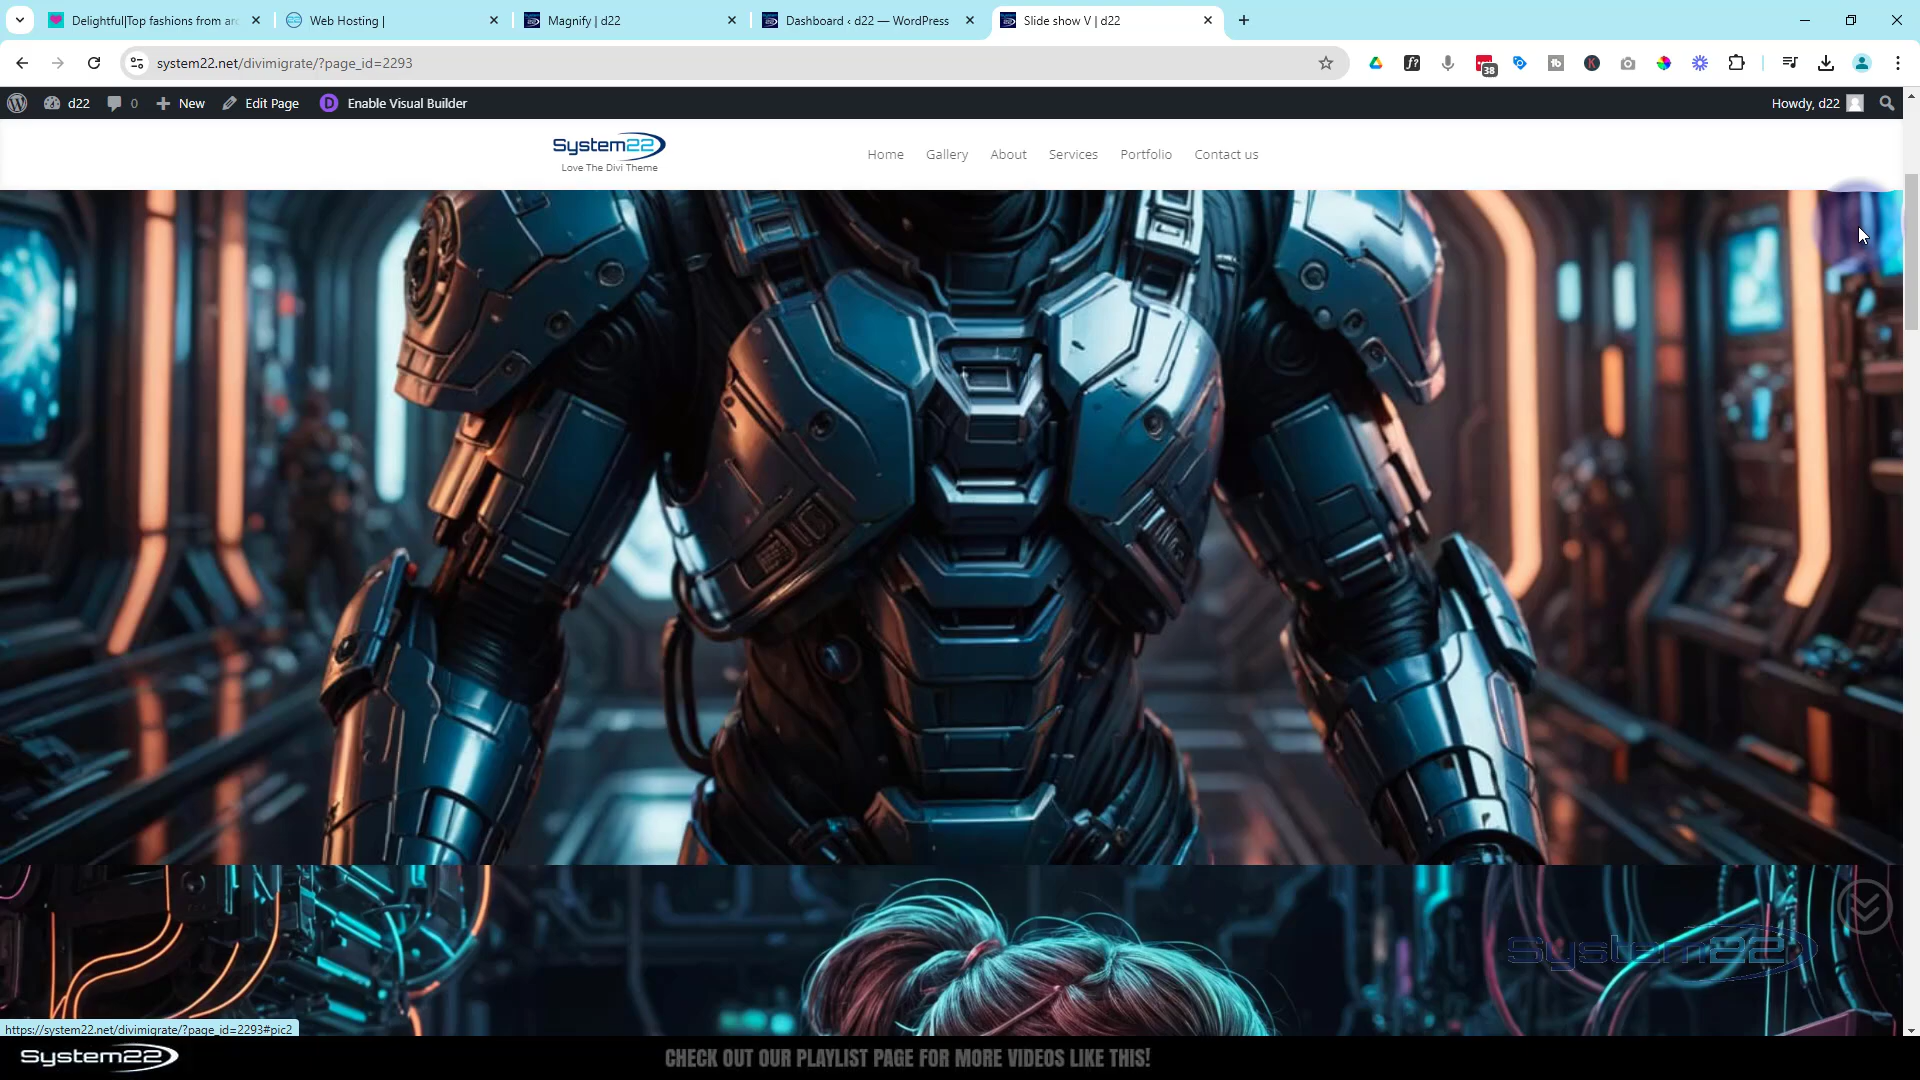 Delightful|Top fashions from ar
Web Hosting |
Magnify | d22
Dashboard ‹ d22 — WordPress
Slide show V | d22
system22.net/divimigrate/?page_id=2293
38
d22
0
New
Edit Page
Enable Visual Builder
Howdy, d22
System22
Love The Divi Theme
Home
Gallery
About
Services
Portfolio
Contact us
System22
https://system22.net/divimigrate/?page_id=2293#pic2
System22
CHECK OUT OUR PLAYLIST PAGE FOR MORE VIDEOS LIKE THIS!